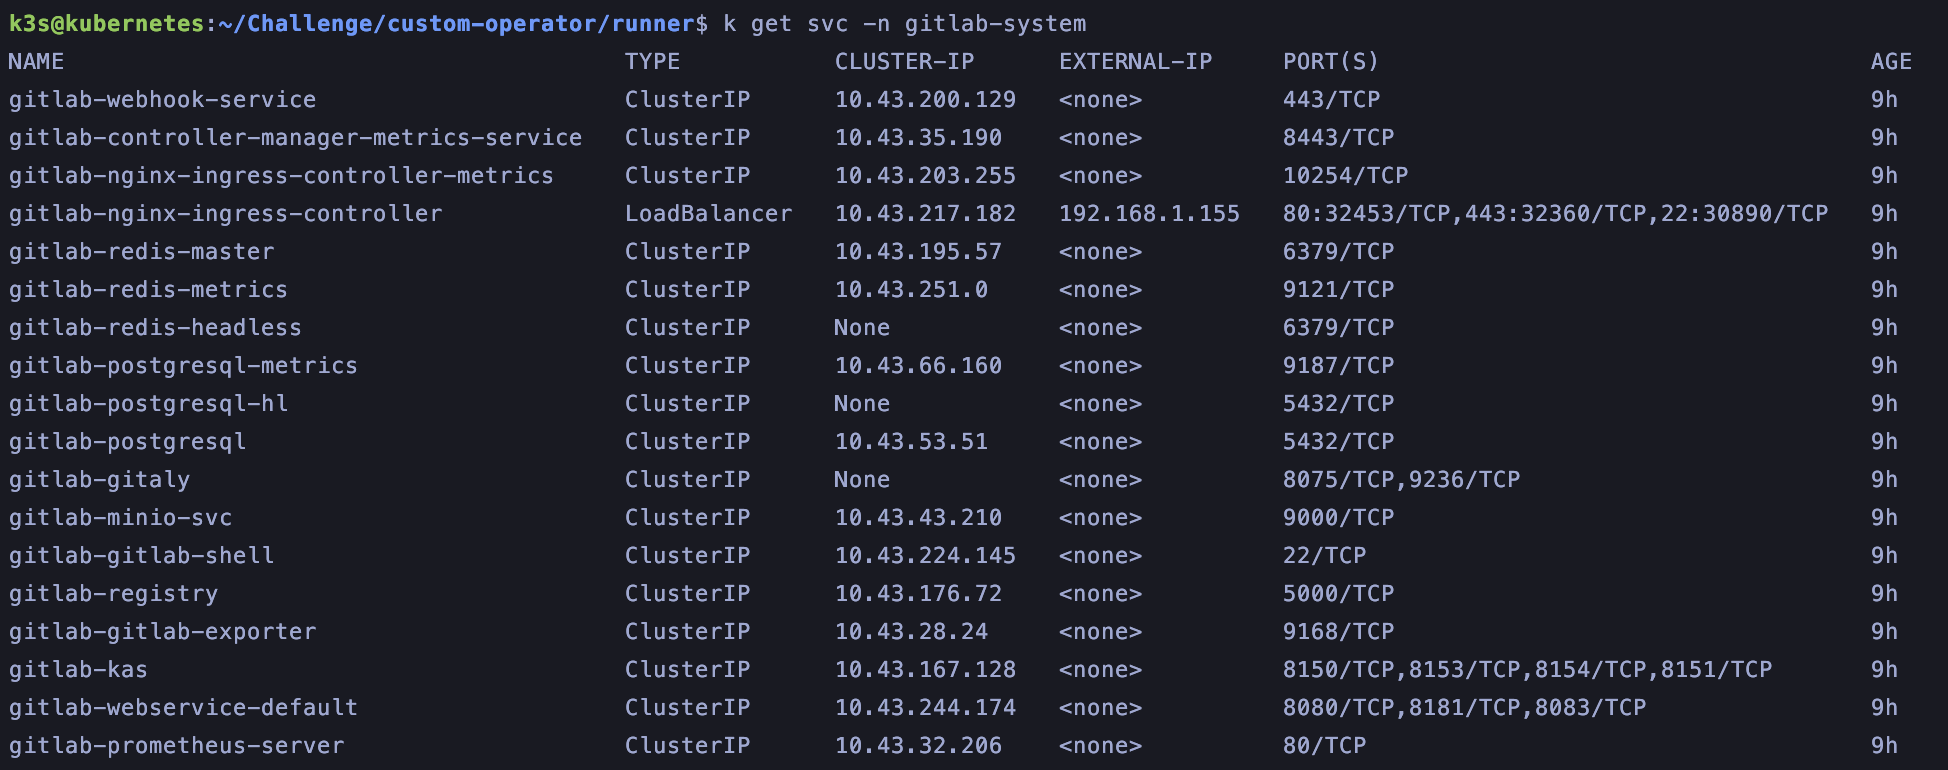 k3s@kubernetes:~/Challenge/custom-operator/runner$ k get svc -n gitlab-system
NAME TYPE CLUSTER-IP EXTERNAL-IP PORT(S) AGE
gitlab-webhook-service ClusterIP 10.43.200.129 <none> 443/TCP 9h
gitlab-controller-manager-metrics-service ClusterIP 10.43.35.190 <none> 8443/TCP 9h
gitlab-nginx-ingress-controller-metrics ClusterIP 10.43.203.255 <none> 10254/TCP 9h
gitlab-nginx-ingress-controller LoadBalancer 10.43.217.182 192.168.1.155 80:32453/TCP,443:32360/TCP,22:30890/TCP 9h
gitlab-redis-master ClusterIP 10.43.195.57 <none> 6379/TCP 9h
gitlab-redis-metrics ClusterIP 10.43.251.0 <none> 9121/TCP 9h
gitlab-redis-headless ClusterIP None <none> 6379/TCP 9h
gitlab-postgresql-metrics ClusterIP 10.43.66.160 <none> 9187/TCP 9h
gitlab-postgresql-hl ClusterIP None <none> 5432/TCP 9h
gitlab-postgresql ClusterIP 10.43.53.51 <none> 5432/TCP 9h
gitlab-gitaly ClusterIP None <none> 8075/TCP,9236/TCP 9h
gitlab-minio-svc ClusterIP 10.43.43.210 <none> 9000/TCP 9h
gitlab-gitlab-shell ClusterIP 10.43.224.145 <none> 22/TCP 9h
gitlab-registry ClusterIP 10.43.176.72 <none> 5000/TCP 9h
gitlab-gitlab-exporter ClusterIP 10.43.28.24 <none> 9168/TCP 9h
gitlab-kas ClusterIP 10.43.167.128 <none> 8150/TCP,8153/TCP,8154/TCP,8151/TCP 9h
gitlab-webservice-default ClusterIP 10.43.244.174 <none> 8080/TCP,8181/TCP,8083/TCP 9h
gitlab-prometheus-server ClusterIP 10.43.32.206 <none> 80/TCP 9h